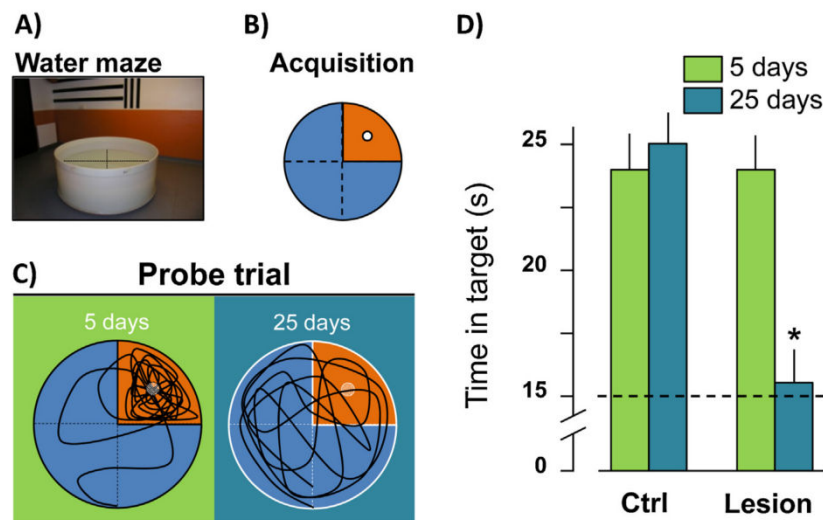 A)
Water maze
B)
Acquisition
C)
Probe trial
5 days
25 days
D)
5 days
25 days
Time in target (s)
25
20
15
0
*
Ctrl
Lesion